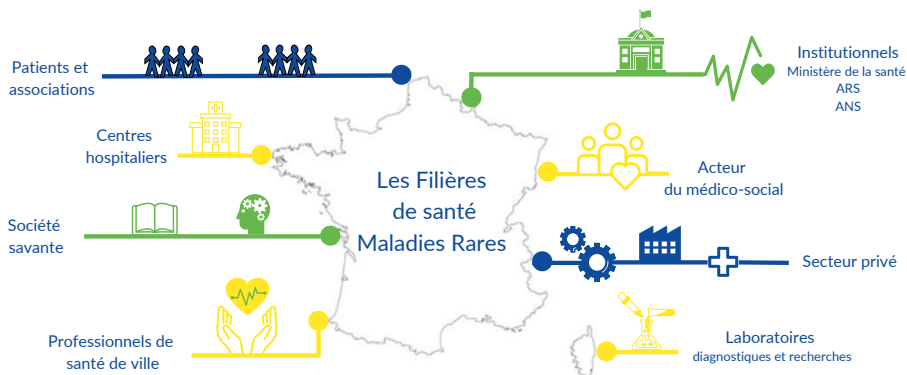 Patients et
associations
Institutionnels
Ministère de la santé
ARS
ANS
Centres
hospitaliers
Les Filières
de santé
Maladies Rares
Acteur
du médico-social
Société
savante
Secteur privé
Professionnels de
santé de ville
Laboratoires
diagnostiques et recherches